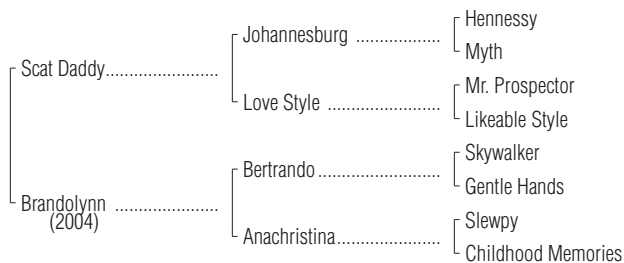 Hennessy
Johannesburg ..................
Myth
Scat Daddy........................
Mr. Prospector
Love Style ........................
Likeable Style
Skywalker
Bertrando..........................
Gentle Hands
Brandolynn ......................
(2004)
Slewpy
Anachristina......................
Childhood Memories